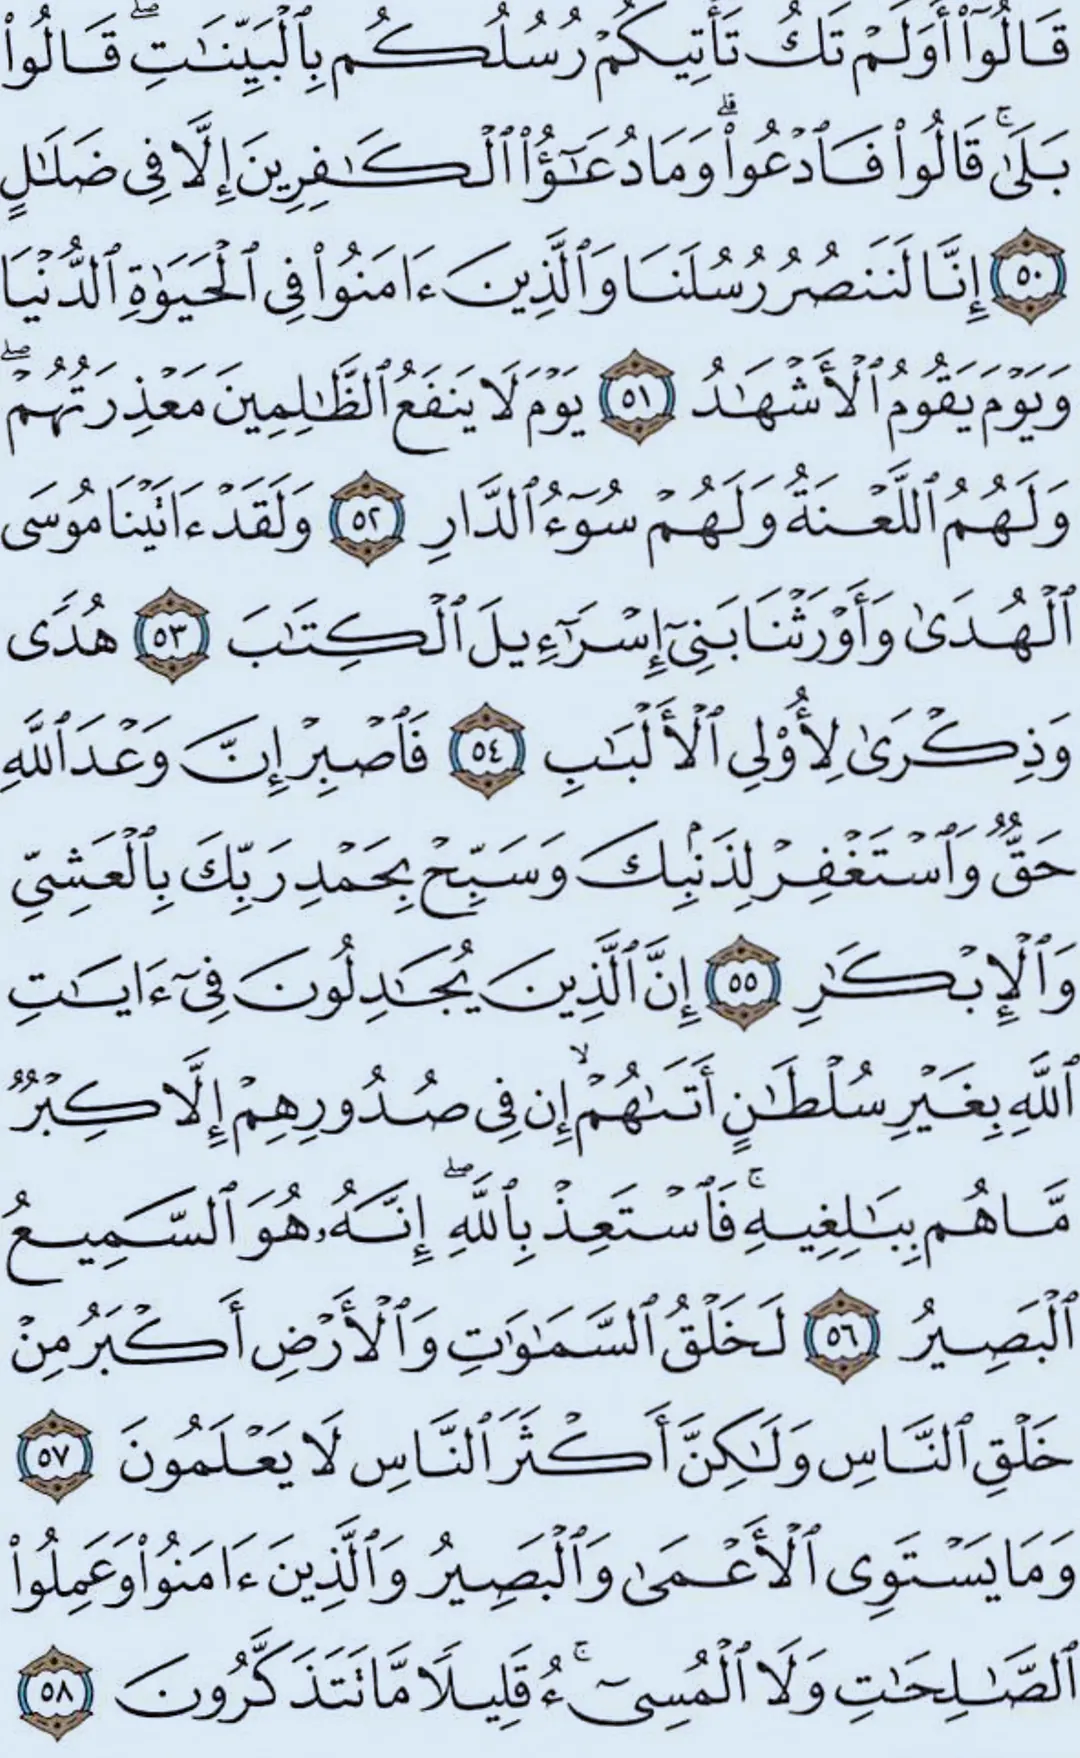 قَالُوٓا۟ أَوَلَمْ تَكُ تَأْتِيكُمْ رُسُلُكُم بِٱلْبَيِّنَـٰتِ ۖ قَالُوا۟
بَلَىٰ ۚ قَالُوا۟ فَٱدْعُوا۟ ۗ وَمَا دُعَـٰٓؤُا۟ ٱلْكَـٰفِرِينَ إِلَّا فِى ضَلَـٰلٍ
٥٠ إِنَّا لَنَنصُرُ رُسُلَنَا وَٱلَّذِينَ ءَامَنُوا۟ فِى ٱلْحَيَوٰةِ ٱلدُّنْيَا
وَيَوْمَ يَقُومُ ٱلْأَشْهَـٰدُ ٥١ يَوْمَ لَا يَنفَعُ ٱلظَّـٰلِمِينَ مَعْذِرَتُهُمْ ۖ
وَلَهُمُ ٱللَّعْنَةُ وَلَهُمْ سُوٓءُ ٱلدَّارِ ٥٢ وَلَقَدْ ءَاتَيْنَا مُوسَى
ٱلْهُدَىٰ وَأَوْرَثْنَا بَنِىٓ إِسْرَٰٓءِيلَ ٱلْكِتَـٰبَ ٥٣ هُدًى
وَذِكْرَىٰ لِأُو۟لِى ٱلْأَلْبَـٰبِ ٥٤ فَٱصْبِرْ إِنَّ وَعْدَ ٱللَّهِ
حَقٌّ وَٱسْتَغْفِرْ لِذَنۢبِكَ وَسَبِّحْ بِحَمْدِ رَبِّكَ بِٱلْعَشِىِّ
وَٱلْإِبْكَـٰرِ ٥٥ إِنَّ ٱلَّذِينَ يُجَـٰدِلُونَ فِىٓ ءَايَـٰتِ
ٱللَّهِ بِغَيْرِ سُلْطَـٰنٍ أَتَىٰهُمْ ۙ إِن فِى صُدُورِهِمْ إِلَّا كِبْرٌ
مَّا هُم بِبَـٰلِغِيهِ ۚ فَٱسْتَعِذْ بِٱللَّهِ ۖ إِنَّهُۥ هُوَ ٱلسَّمِيعُ
ٱلْبَصِيرُ ٥٦ لَخَلْقُ ٱلسَّمَـٰوَٰتِ وَٱلْأَرْضِ أَكْبَرُ مِنْ
خَلْقِ ٱلنَّاسِ وَلَـٰكِنَّ أَكْثَرَ ٱلنَّاسِ لَا يَعْلَمُونَ ٥٧
وَمَا يَسْتَوِى ٱلْأَعْمَىٰ وَٱلْبَصِيرُ وَٱلَّذِينَ ءَامَنُوا۟ وَعَمِلُوا۟
ٱلصَّـٰلِحَـٰتِ وَلَا ٱلْمُسِىٓءُ ۚ قَلِيلًا مَّا تَتَذَكَّرُونَ ٥٨